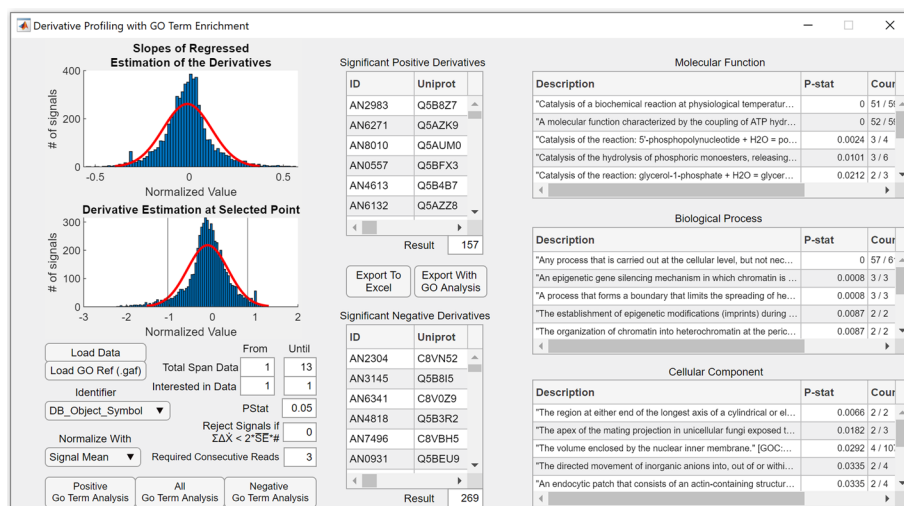 Derivative Profiling with GO Term Enrichment
Slopes of Regressed
Estimation of the Derivatives
400
200
0
# of signals
-0.5
0
0.5
Normalized Value
Derivative Estimation at Selected Point
300
200
100
0
# of signals
-3
-2
-1
0
1
2
Normalized Value
Load Data
Load GO Ref (.gaf)
Identifier
DB_Object_Symbol
Normalize With
Signal Mean
From
Until
Total Span Data
1
13
Interested in Data
1
1
PStat
0.05
Reject Signals if
ΣΔẊ < 2*SE*#
0
Required Consecutive Reads
3
Positive
Go Term Analysis
All
Go Term Analysis
Negative
Go Term Analysis
Significant Positive Derivatives
ID Uniprot
AN2983 Q5B8Z7
AN6271 Q5AZK9
AN8010 Q5AUM0
AN0557 Q5BFX3
AN4613 Q5B4B7
AN6132 Q5AZZ8
Result 157
Export To
Excel
Export With
GO Analysis
Significant Negative Derivatives
ID Uniprot
AN2304 C8VN52
AN3145 Q5B8I5
AN6341 C8V0Z9
AN4818 Q5B3R2
AN7496 C8VBH5
AN0931 Q5BEU9
Result 269
Molecular Function
Description P-stat Cour
"Catalysis of a biochemical reaction at physiological temperatur... 0 51 / 59
"A molecular function characterized by the coupling of ATP hydr... 0 52 / 59
"Catalysis of the reaction: 5'-phosphopolynucleotide + H2O = po... 0.0024 3 / 4
"Catalysis of the hydrolysis of phosphoric monoesters, releasing... 0.0101 3 / 6
"Catalysis of the reaction: glycerol-1-phosphate + H2O = glycer... 0.0212 2 / 3
Biological Process
Description P-stat Cour
"Any process that is carried out at the cellular level, but not nec... 0 57 / 61
"An epigenetic gene silencing mechanism in which chromatin is ... 0.0008 3 / 3
"A process that forms a boundary that limits the spreading of he... 0.0008 3 / 3
"The establishment of epigenetic modifications (imprints) during ... 0.0087 2 / 2
"The organization of chromatin into heterochromatin at the peric... 0.0087 2 / 2
Cellular Component
Description P-stat Cour
"The region at either end of the longest axis of a cylindrical or el... 0.0066 2 / 2
"The apex of the mating projection in unicellular fungi exposed t... 0.0182 2 / 3
"The volume enclosed by the nuclear inner membrane." [GOC:... 0.0292 4 / 107
"The directed movement of inorganic anions into, out of or withi... 0.0335 2 / 4
"An endocytic patch that consists of an actin-containing structur... 0.0335 2 / 4